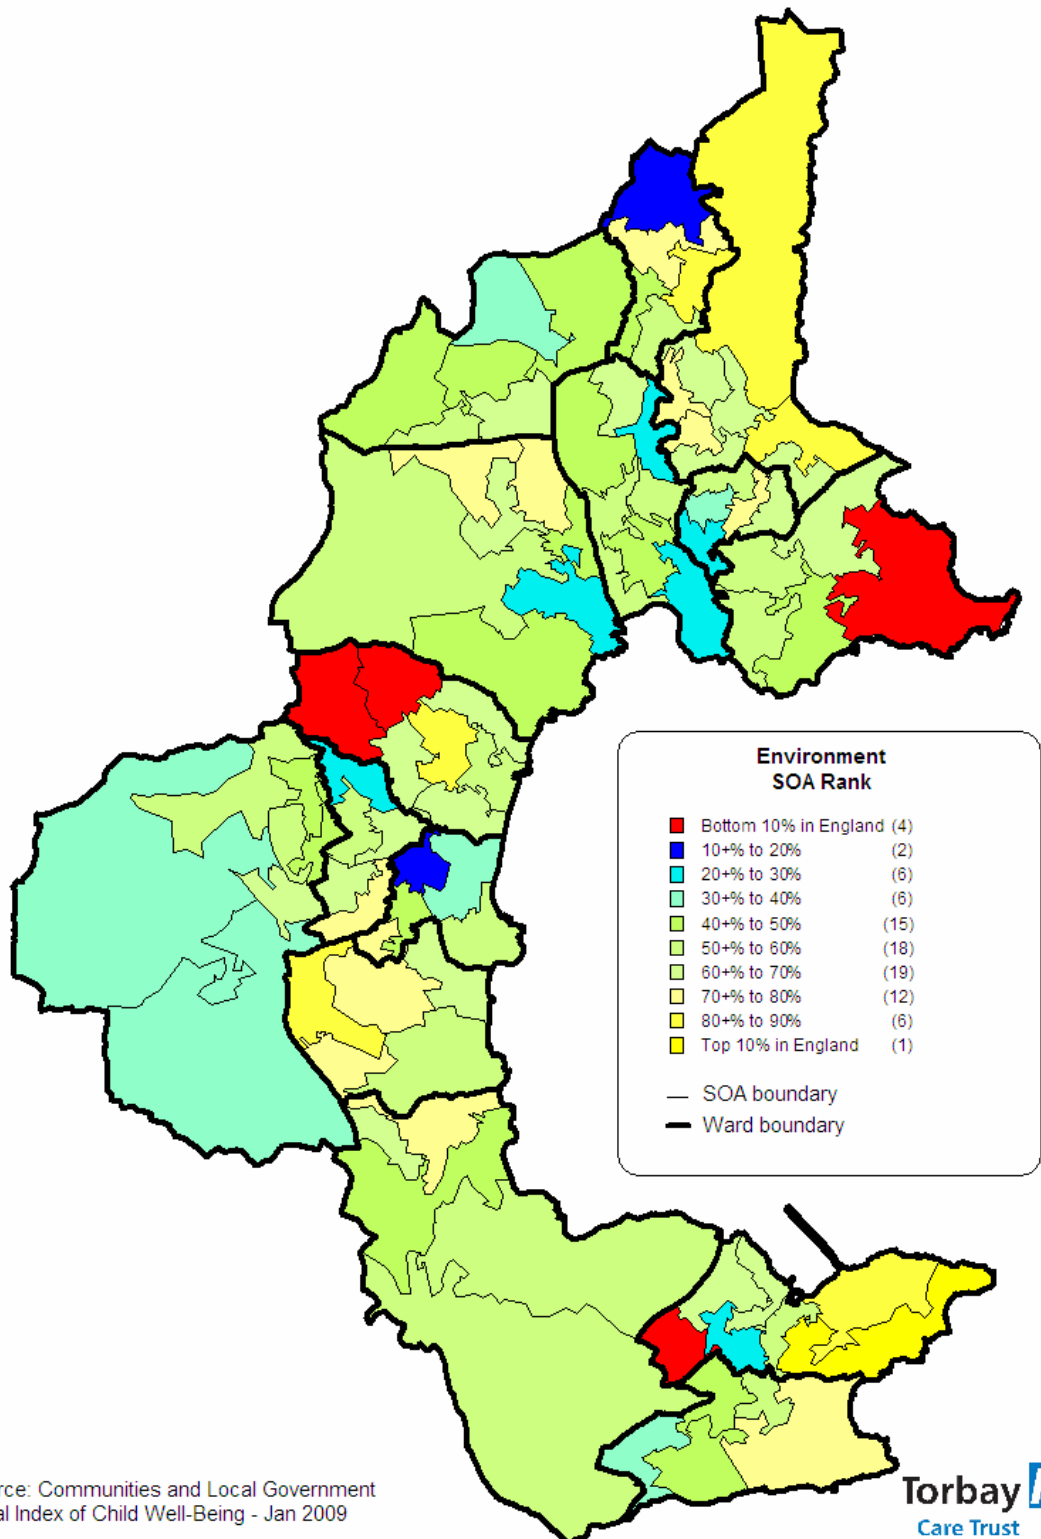 Environment
SOA Rank
Bottom 10% in England (4)
10+% to 20% (2)
20+% to 30% (6)
30+% to 40% (6)
40+% to 50% (15)
50+% to 60% (18)
60+% to 70% (19)
70+% to 80% (12)
80+% to 90% (6)
Top 10% in England (1)
SOA boundary
Ward boundary
rce: Communities and Local Government
al Index of Child Well-Being - Jan 2009
Torbay
Care Trust